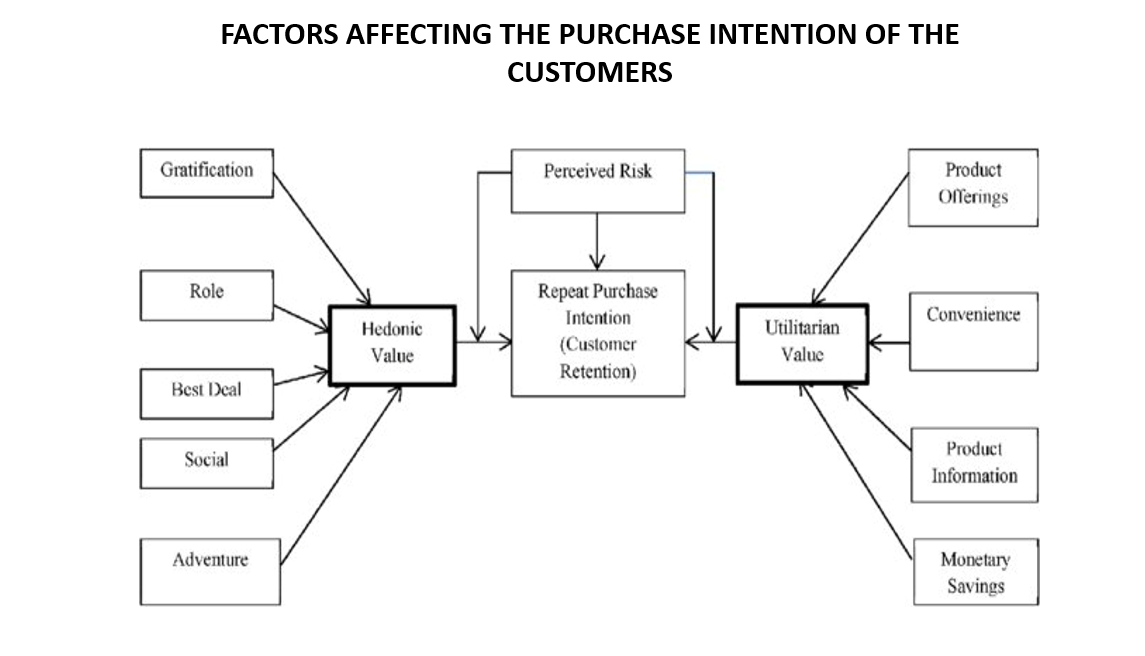 FACTORS AFFECTING THE PURCHASE INTENTION OF THE
CUSTOMERS
Gratification
Role
Best Deal
Social
Adventure
Hedonic
Value
Perceived Risk
Repeat Purchase
Intention
(Customer
Retention)
Utilitarian
Value
Product
Offerings
Convenience
Product
Information
Monetary
Savings